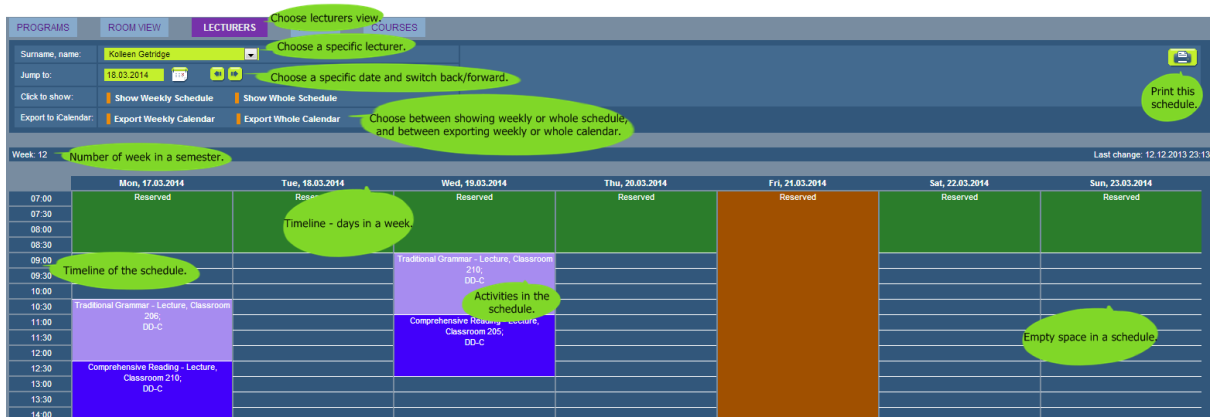 PROGRAMS ROOM VIEW LECTURERS COURSES
Choose lecturers view.
Surname, name: Kolleen Getridge
Choose a specific lecturer.
Jump to: 18.03.2014
Choose a specific date and switch back/forward.
Print this
schedule.
Click to show: Show Weekly Schedule Show Whole Schedule
Export to iCalendar: Export Weekly Calendar Export Whole Calendar
Choose between showing weekly or whole schedule,
and between exporting weekly or whole calendar.
Week: 12
Number of week in a semester.
Last change: 12.12.2013 23:13
Mon, 17.03.2014 Tue, 18.03.2014 Wed, 19.03.2014 Thu, 20.03.2014 Fri, 21.03.2014 Sat, 22.03.2014 Sun, 23.03.2014
07:00 Reserved Reserved Reserved Reserved Reserved Reserved
07:30
Timeline - days in a week.
08:00
08:30
09:00
Traditional Grammar - Lecture, Classroom
210;
DD-C
Timeline of the schedule.
09:30
10:00
Activities in the
schedule.
10:30
Traditional Grammar - Lecture, Classroom
206;
DD-C
11:00
Comprehensive Reading - Lecture,
Classroom 205;
DD-C
11:30
Empty space in a schedule.
12:00
12:30
Comprehensive Reading - Lecture,
Classroom 210;
DD-C
13:00
13:30
14:00